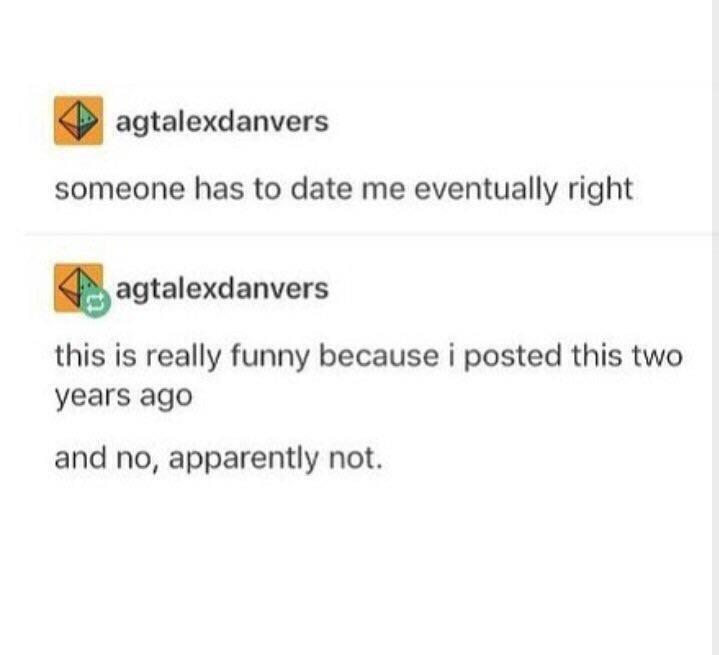 agtalexdanvers
someone has to date me eventually right
agtalexdanvers
this is really funny because i posted this two
years ago
and no, apparently not.